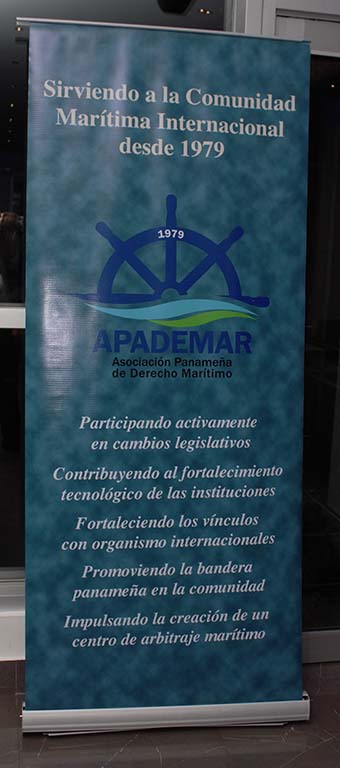 Sirviendo a la Comunidad
Marítima Internacional
desde 1979
1979
APADEMAR
Asociación Panameña
de Derecho Marítimo
Participando activamente
en cambios legislativos
Contribuyendo al fortalecimiento
tecnológico de las instituciones
Fortaleciendo los vínculos
con organismo internacionales
Promoviendo la bandera
panameña en la comunidad
Impulsando la creación de un
centro de arbitraje marítimo